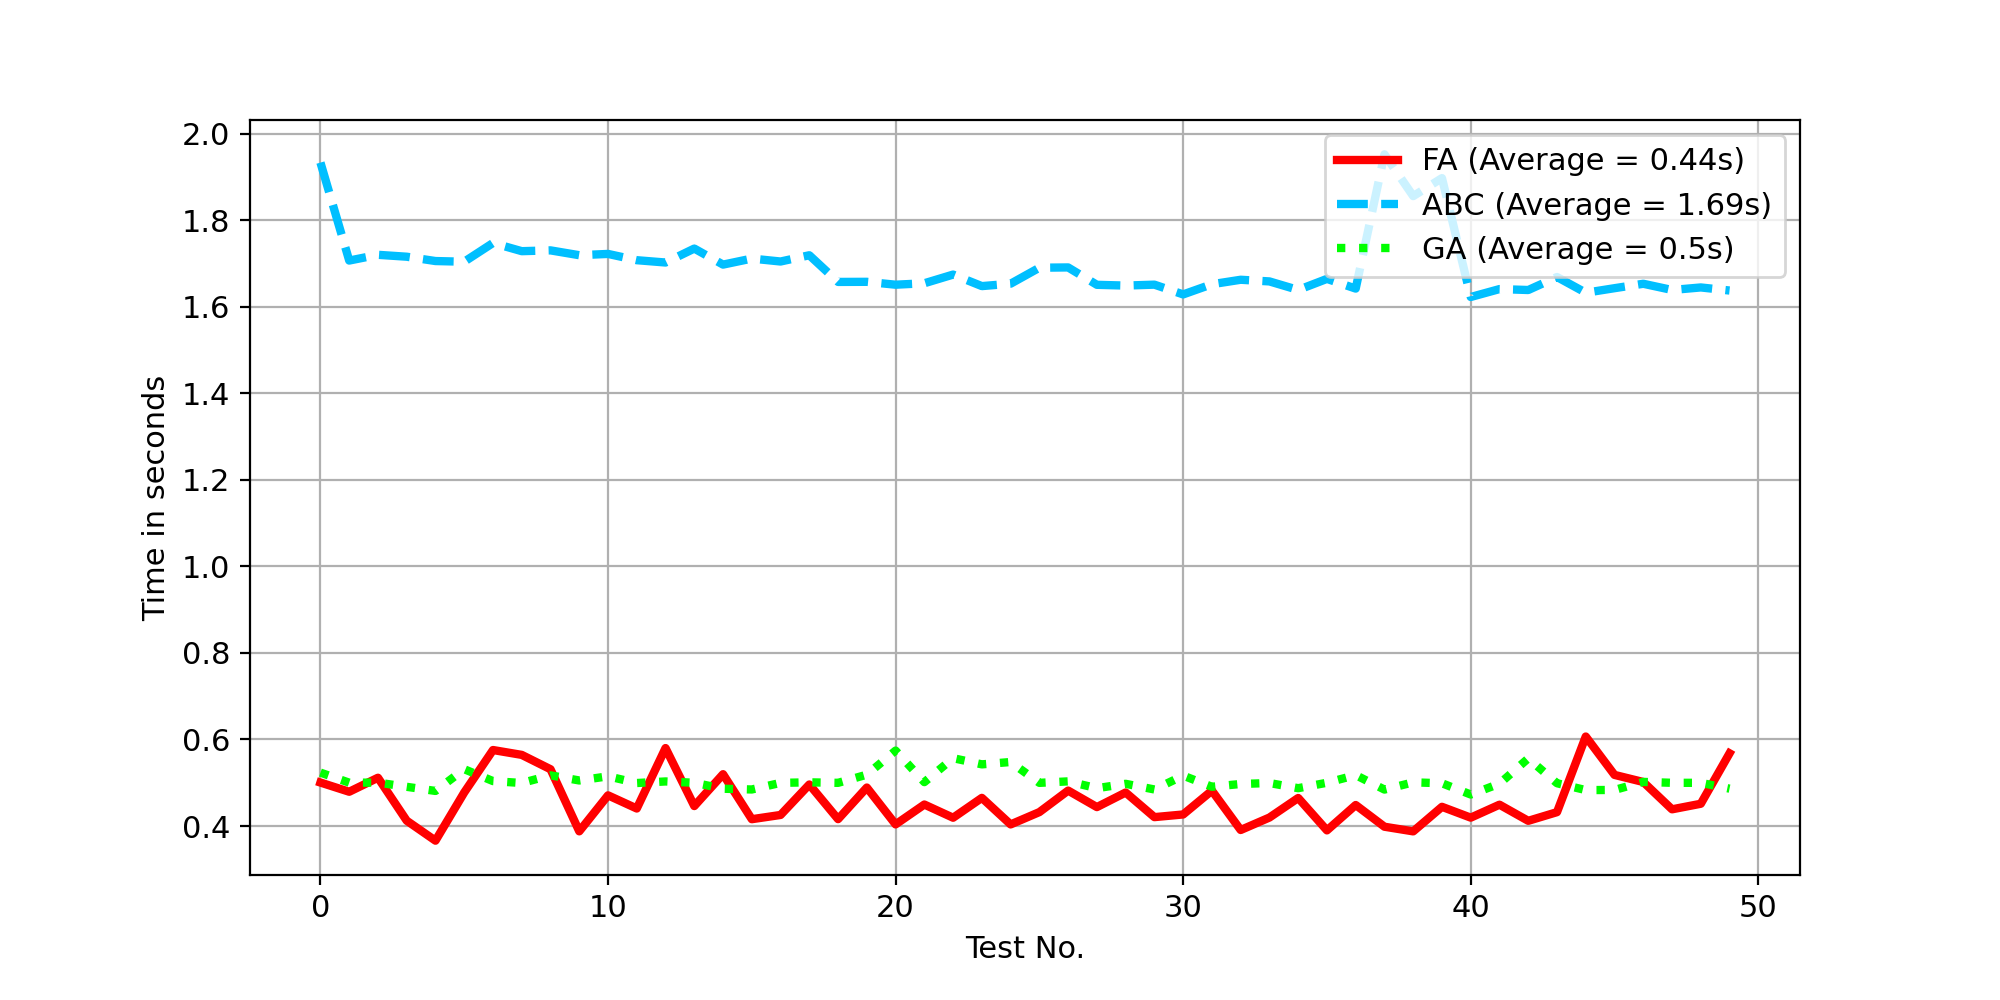 2.0
1.8
1.6
1.4
1.2
1.0
0.8
0.6
0.4
Time in seconds
FA (Average = 0.44s)
ABC (Average = 1.69s)
GA (Average = 0.5s)
0 10 20 30 40 50
Test No.